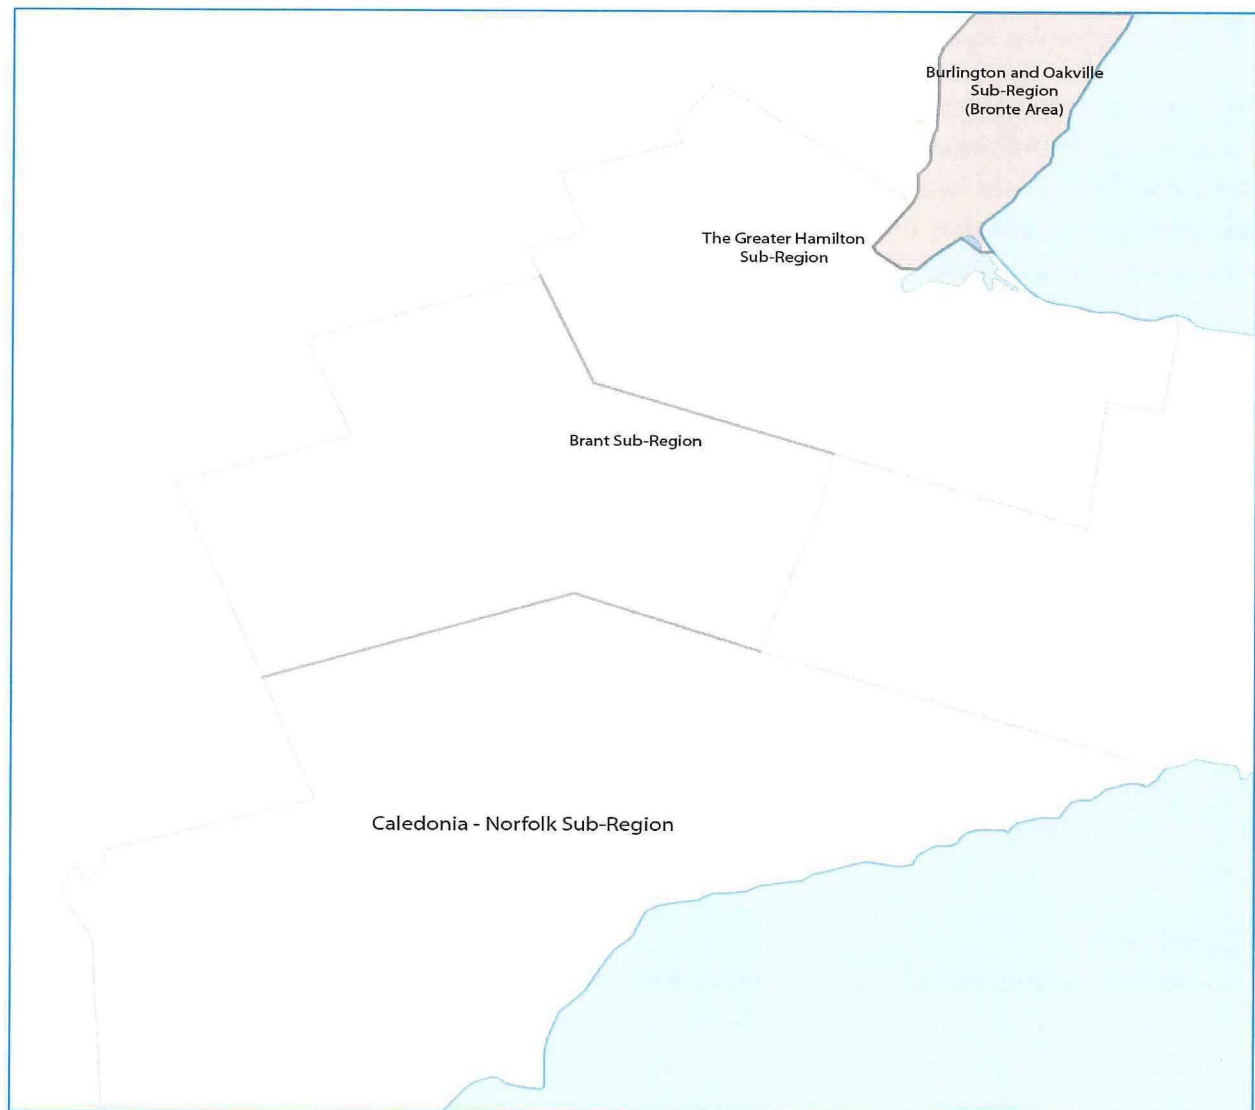 Burlington and Oakville
Sub-Region
(Bronte Area)
The Greater Hamilton
Sub-Region
Brant Sub-Region
Caledonia - Norfolk Sub-Region